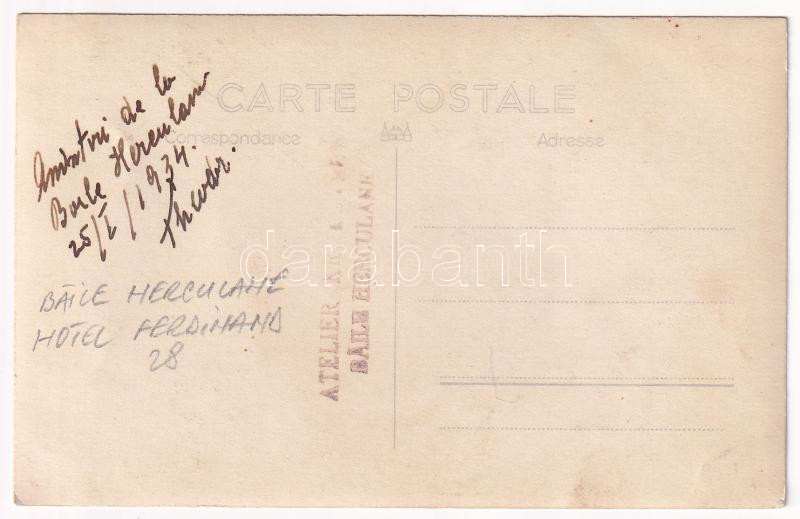 CARTE POSTALE
Correspondance
Adresse
Amintiri de la
Baile Herculane
25/I/1934.
BĂILE HERCULANE
HOTEL FERDINAND
28
ATELIER
BĂILE HERCULANE
darabanth